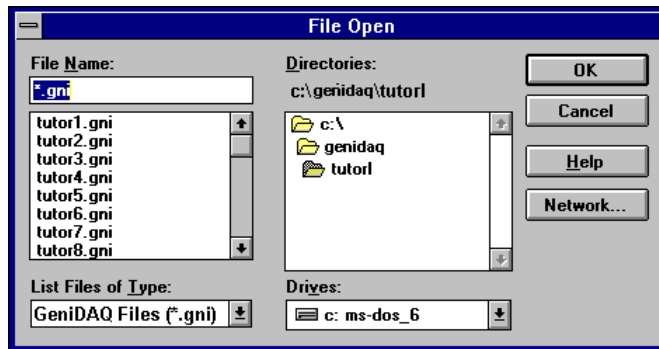 File Open
File Name:
*.gni
tutor1.gni
tutor2.gni
tutor3.gni
tutor4.gni
tutor5.gni
tutor6.gni
tutor7.gni
tutor8.gni
List Files of Type:
GeniDAQ Files (*.gni)
Directories:
c:\genidaq\tutorl
c:\
genidaq
tutorl
Drives:
c: ms-dos_6
OK
Cancel
Help
Network...